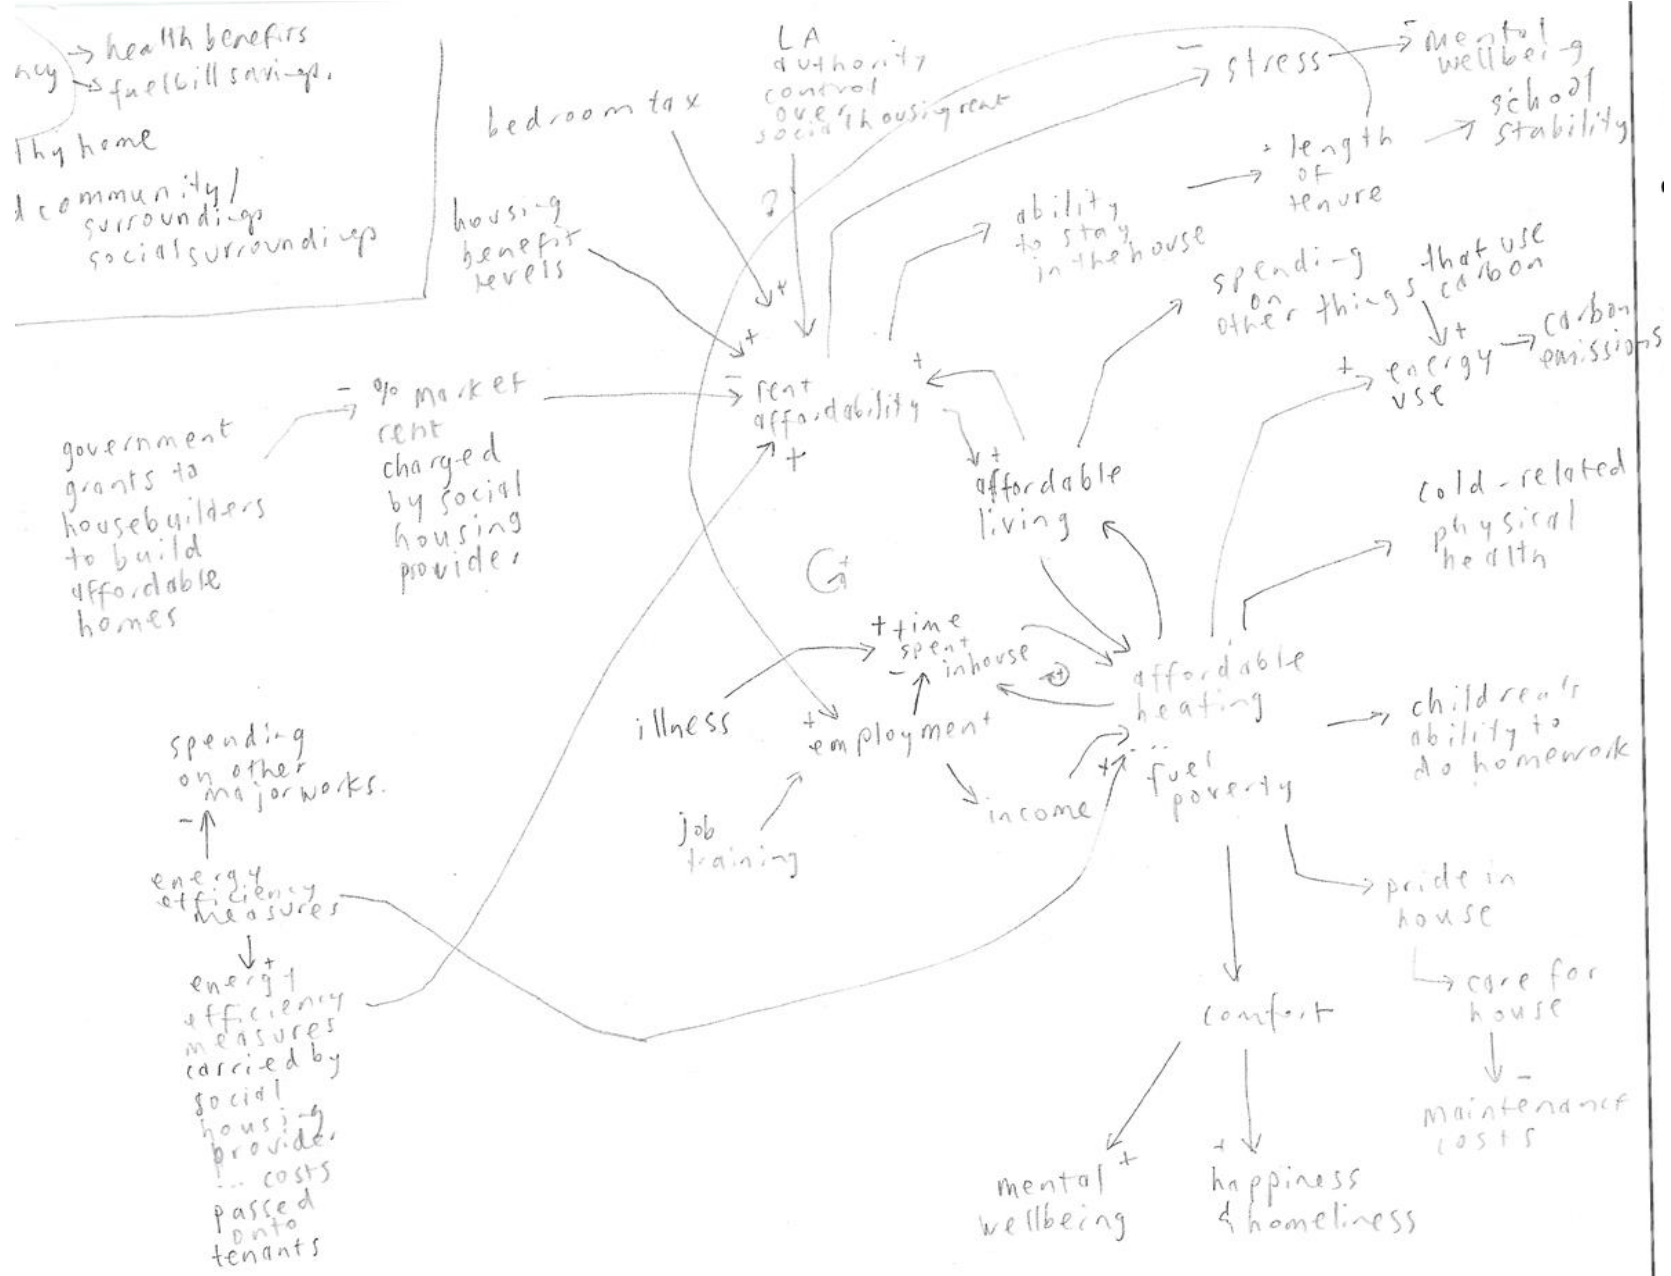 → health benefits
ncy → fuel bill savings.
thy home
d community/
surroundings
social surroundings
bedroom tax
LA
authority
control
over
social housing rent
?
- stress
- mental
wellbeing
school
stability
+ length
of
tenure
ability
to stay
in the house
housing
benefit
levels
+
+
spending
on
other things that use
carbon
+
+ energy
use
carbon
emissions
government
grants to
housebuilders
to build
affordable
homes
- % market
rent
charged
by social
housing
provider
- rent
affordability
+
+
+
affordable
living
+
cold-related
physical
health
illness
+ time
spent
- in house
+
affordable
heating
+
fuel
poverty
children's
ability to
do homework
+ employment
income
job
training
spending
on other
major works.
-
energy
efficiency
measures
+
energy
efficiency
measures
carried by
social
housing
provider
... costs
passed
onto
tenants
pride in
house
care for
house
-
maintenance
costs
comfort
mental +
wellbeing
+
happiness
& homeliness